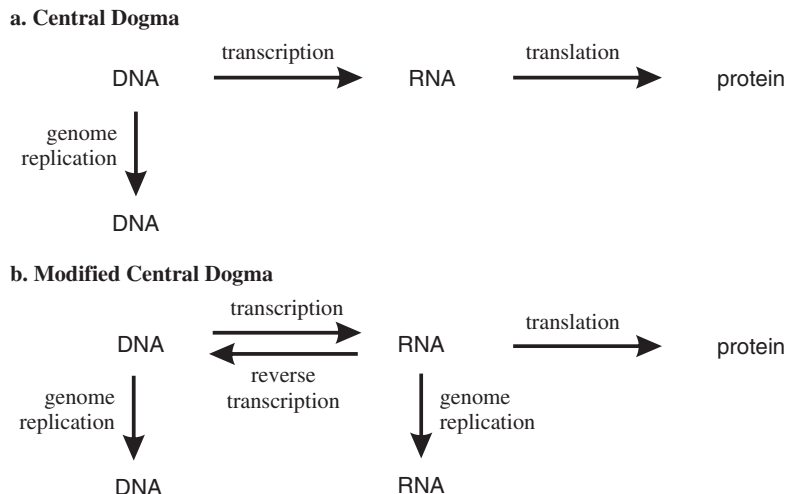 a. Central Dogma
transcription
translation
DNA
RNA
protein
genome
replication
DNA
b. Modified Central Dogma
transcription
translation
DNA
RNA
protein
reverse
transcription
genome
replication
genome
replication
DNA
RNA